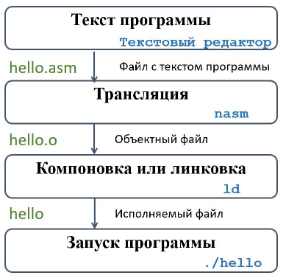 Текст программы
Текстовый редактор
hello.asm Файл с текстом программы
Трансляция
nasm
hello.o Объектный файл
Компоновка или линковка
ld
hello Исполняемый файл
Запуск программы
./hello